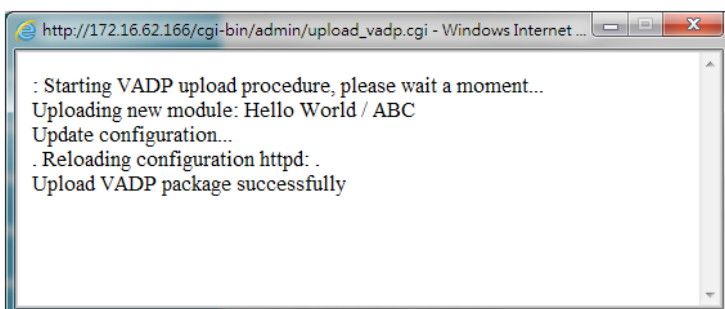 http://172.16.62.166/cgi-bin/admin/upload_vadp.cgi - Windows Internet ...
: Starting VADP upload procedure, please wait a moment...
Uploading new module: Hello World / ABC
Update configuration...
. Reloading configuration httpd: .
Upload VADP package successfully